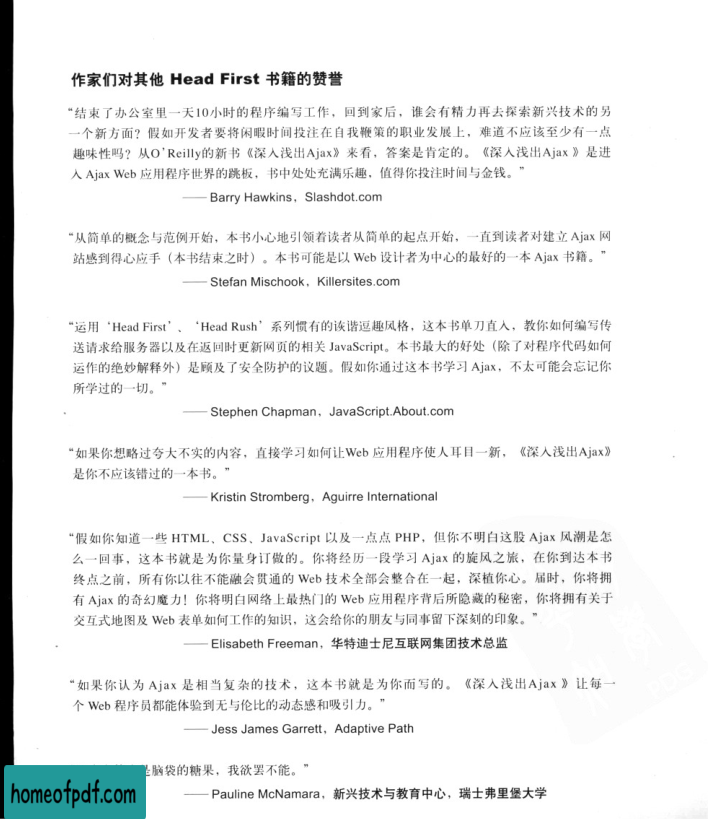 作家们对其他 Head First 书籍的赞誉
“结束了办公室里一天10小时的程序编写工作，回到家后，谁会有精力再去探索新兴技术的另
一个新方面？假如开发者要将闲暇时间投注在自我鞭策的职业发展上，难道不应该至少有一点
趣味性吗？从O’Reilly的新书《深入浅出Ajax》来看，答案是肯定的。《深入浅出Ajax 》是进
入 Ajax Web 应用程序世界的跳板，书中处处充满乐趣，值得你投注时间与金钱。”
—— Barry Hawkins，Slashdot.com
“从简单的概念与范例开始，本书小心地引领着读者从简单的起点开始，一直到读者对建立 Ajax 网
站感到得心应手（本书结束之时）。本书可能是以 Web 设计者为中心的最好的一本 Ajax 书籍。”
—— Stefan Mischook，Killersites.com
“运用‘Head First’、‘Head Rush’系列惯有的诙谐逗趣风格，这本书单刀直入，教你如何编写传
送请求给服务器以及在返回时更新网页的相关 JavaScript。本书最大的好处（除了对程序代码如何
运作的绝妙解释外）是顾及了安全防护的议题。假如你通过这本书学习 Ajax，不太可能会忘记你
所学过的一切。”
—— Stephen Chapman，JavaScript.About.com
“如果你想略过夸大不实的内容，直接学习如何让Web 应用程序使人耳目一新，《深入浅出Ajax》
是你不应该错过的一本书。”
—— Kristin Stromberg，Aguirre International
“假如你知道一些 HTML、CSS、JavaScript 以及一点点 PHP，但你不明白这股 Ajax 风潮是怎
么一回事，这本书就是为你量身订做的。你将经历一段学习 Ajax 的旋风之旅，在你到达本书
终点之前，所有你以往不能融会贯通的 Web 技术全部会整合在一起，深植你心。届时，你将拥
有 Ajax 的奇幻魔力！你将明白网络上最热门的 Web 应用程序背后所隐藏的秘密，你将拥有关于
交互式地图及 Web 表单如何工作的知识，这会给你的朋友与同事留下深刻的印象。”
—— Elisabeth Freeman，华特迪士尼互联网集团技术总监
“如果你认为 Ajax 是相当复杂的技术，这本书就是为你而写的。《深入浅出Ajax 》让每一
个 Web 程序员都能体验到无与伦比的动态感和吸引力。”
—— Jess James Garrett，Adaptive Path
是脑袋的糖果，我欲罢不能。”
—— Pauline McNamara，新兴技术与教育中心，瑞士弗里堡大学
homeofpdf.com